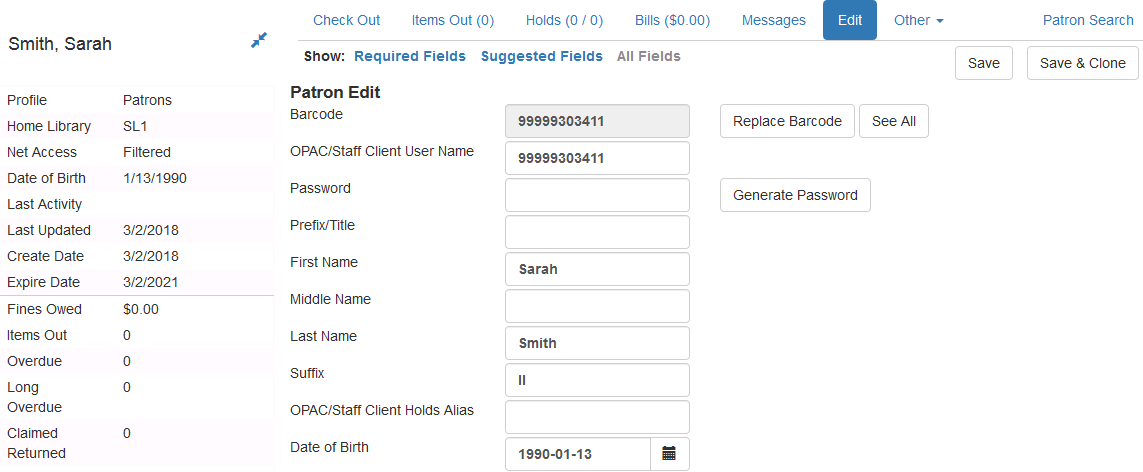 Check Out Items Out (0) Holds (0 / 0) Bills ($0.00) Messages Edit Other Patron Search
Smith, Sarah
Show: Required Fields Suggested Fields All Fields
Save Save & Clone
Profile Patrons
Home Library SL1
Net Access Filtered
Date of Birth 1/13/1990
Last Activity
Last Updated 3/2/2018
Create Date 3/2/2018
Expire Date 3/2/2021
Fines Owed $0.00
Items Out 0
Overdue 0
Long 0
Overdue
Claimed 0
Returned
Patron Edit
Barcode 99999303411 Replace Barcode See All
OPAC/Staff Client User Name 99999303411
Password Generate Password
Prefix/Title
First Name Sarah
Middle Name
Last Name Smith
Suffix II
OPAC/Staff Client Holds Alias
Date of Birth 1990-01-13